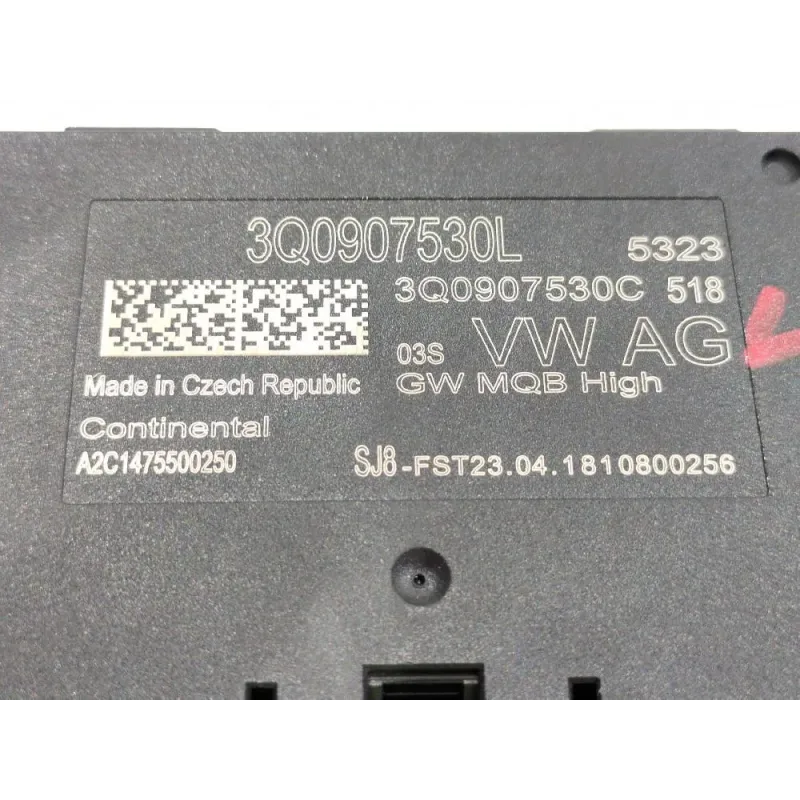 3Q0907530L 5323
3Q0907530C 518
03S VW AG
Made in Czech Republic GW MQB High
Continental
A2C1475500250 SJ8-FST23.04.1810800256